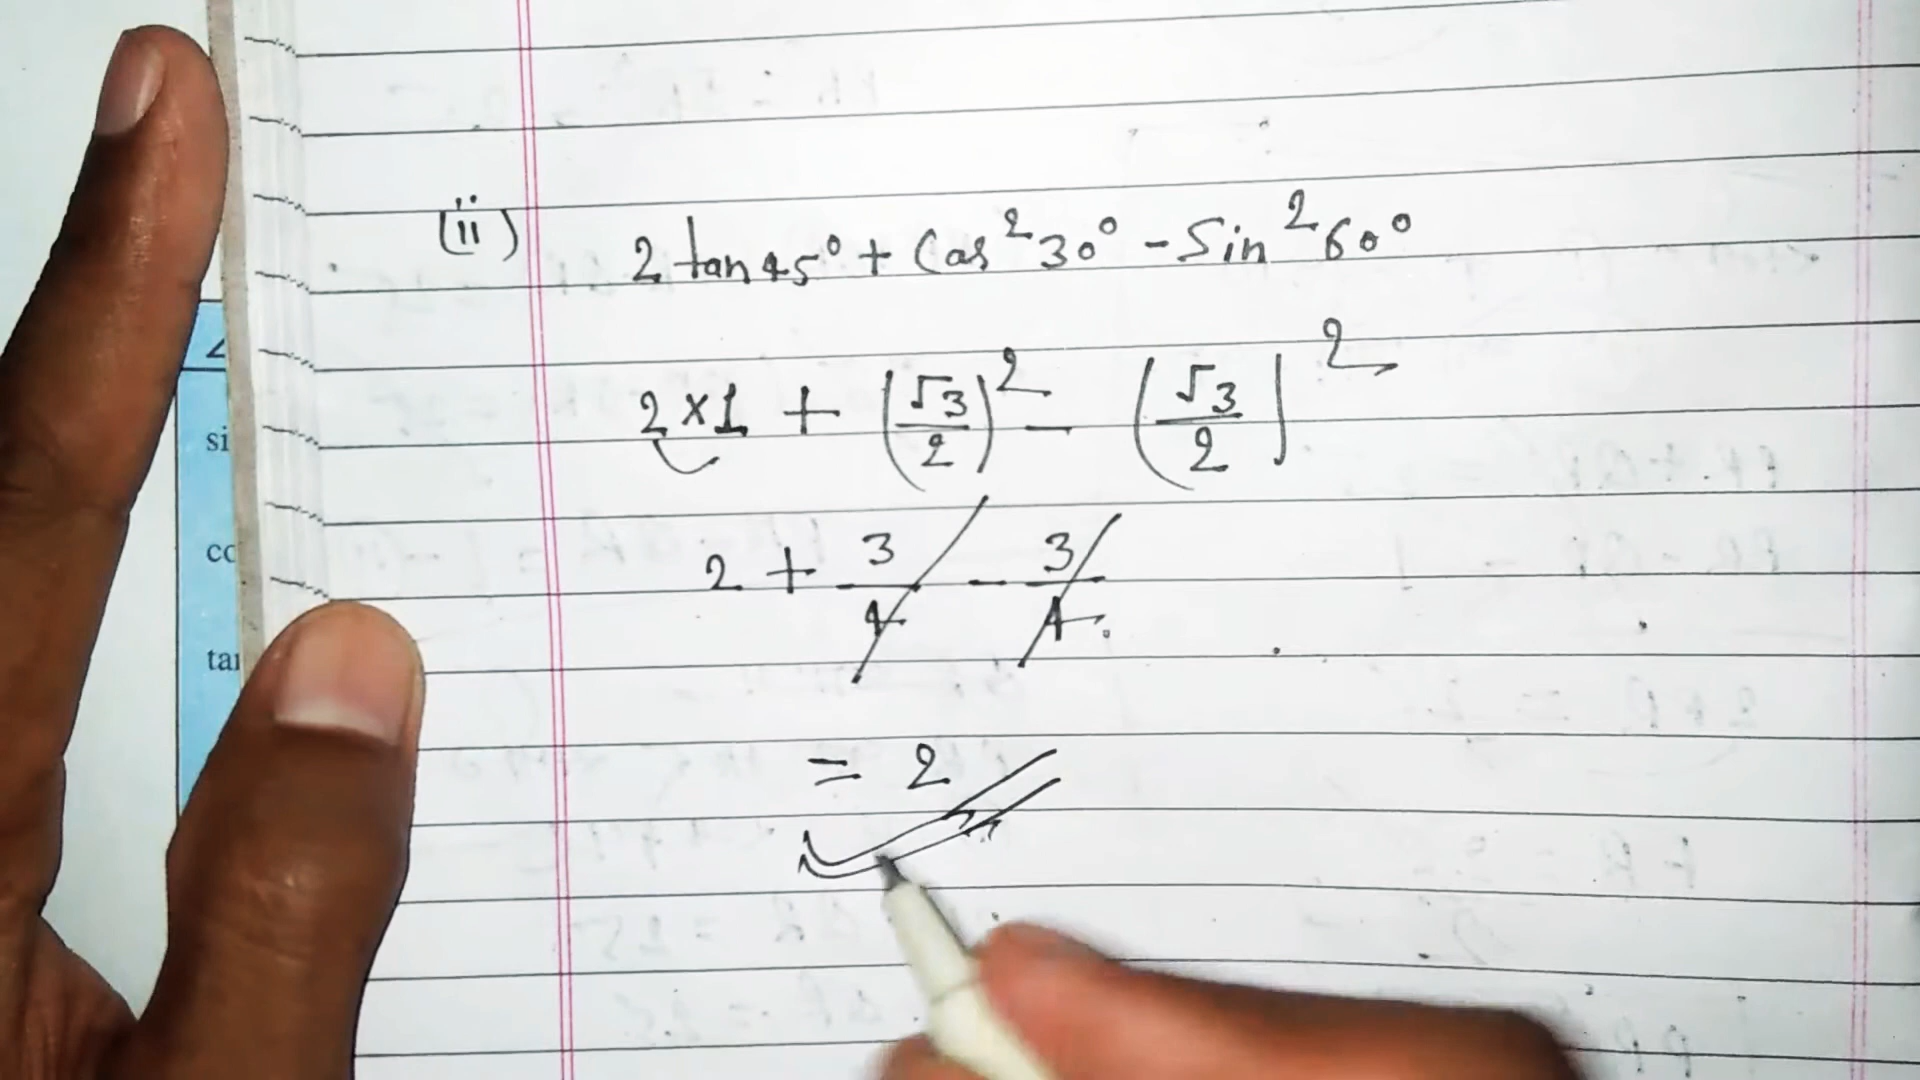 (ii) 2 tan 45° + Cos² 30° - Sin² 60°
2 × 1 + (√3/2)² - (√3/2)²
2 + 3/4 - 3/4
= 2
si